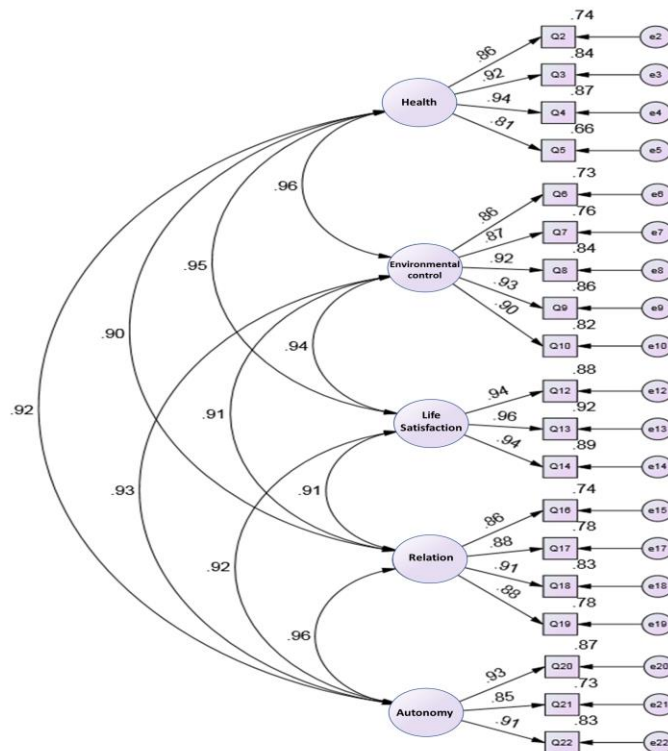 .74
.86
Q2
e2
.84
.92
Q3
e3
.87
Health
.94
Q4
e4
.66
.81
Q5
e5
.73
.96
.86
Q6
e6
.76
.87
Q7
e7
.84
.95
Environmental
control
.92
Q8
e8
.86
.93
Q9
e9
.82
.90
.90
Q10
e10
.94
.88
.94
Q12
e12
.92
.92
.91
Life
Satisfaction
.96
Q13
e13
.89
.94
Q14
e14
.93
.91
.74
.86
Q16
e15
.78
.88
Q17
e17
.83
.92
Relation
.91
Q18
e18
.78
.88
Q19
e19
.96
.87
.93
Q20
e20
.73
.85
Autonomy
Q21
e21
.83
.91
Q22
e22